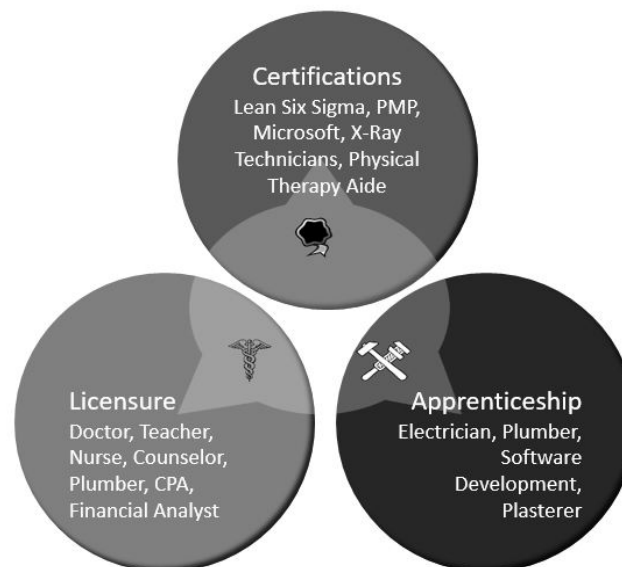 Certifications
Lean Six Sigma, PMP,
Microsoft, X-Ray
Technicians, Physical
Therapy Aide
Licensure
Doctor, Teacher,
Nurse, Counselor,
Plumber, CPA,
Financial Analyst
Apprenticeship
Electrician, Plumber,
Software
Development,
Plasterer